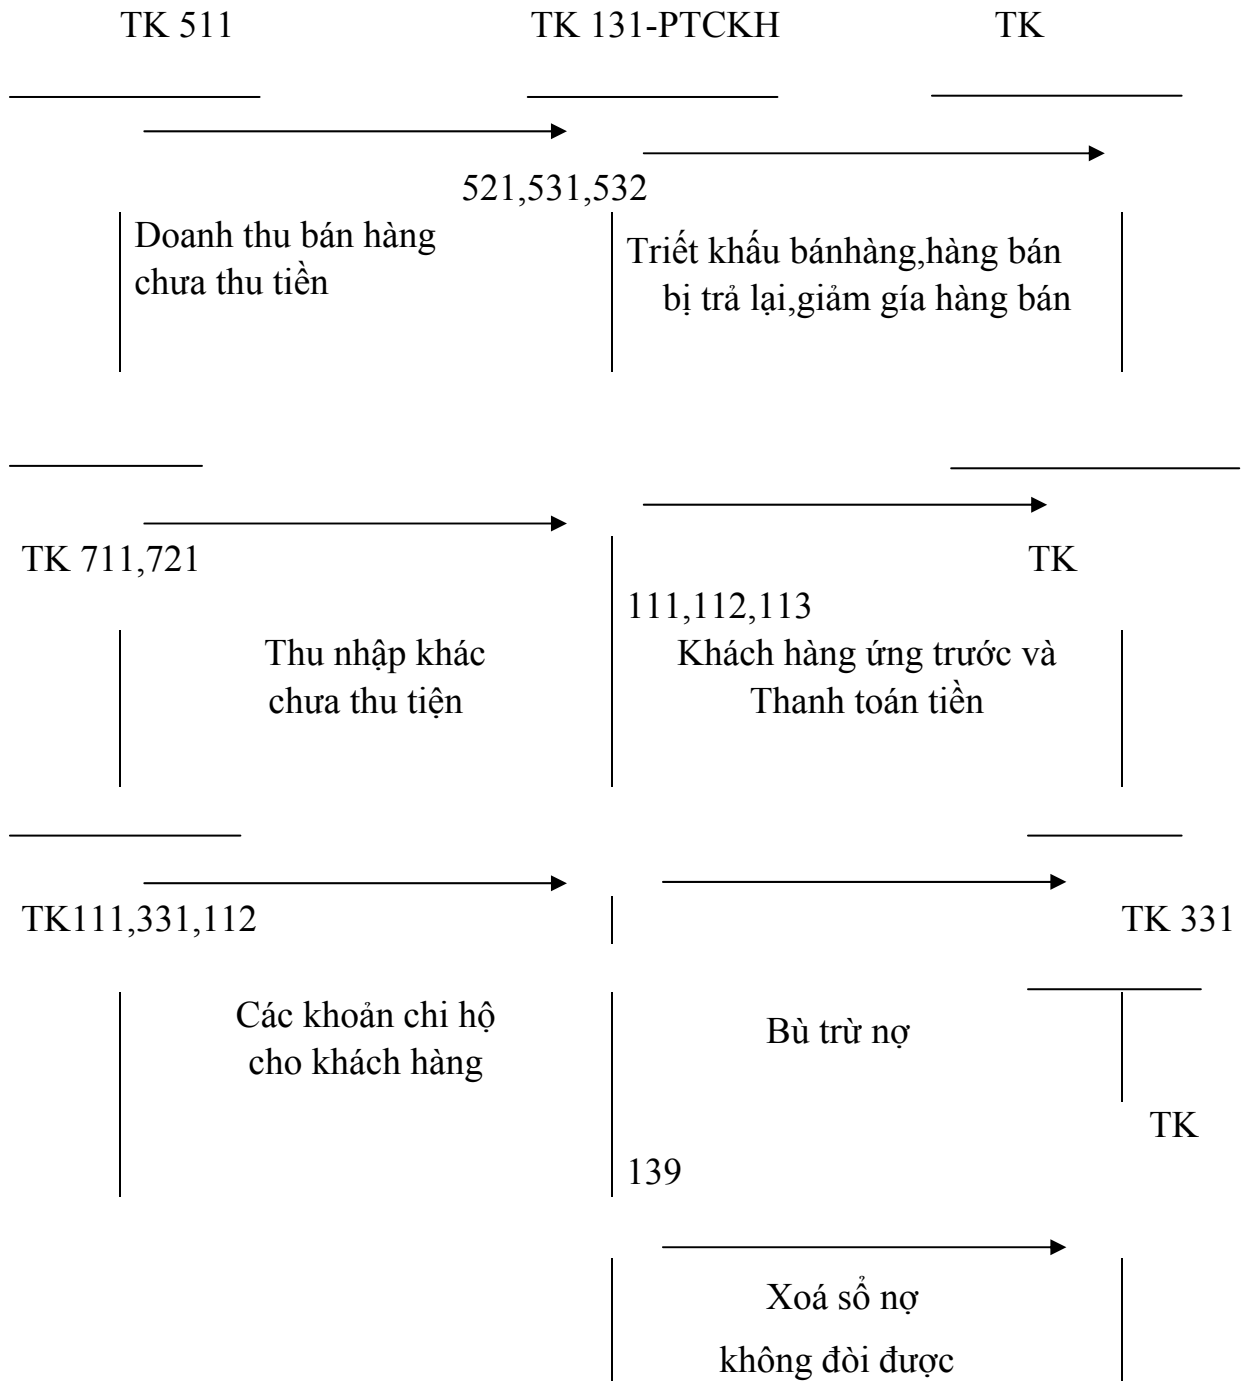 TK 511 TK 131-PTCKH TK
521,531,532
Doanh thu bán hàng
chưa thu tiền
Triết khấu bánhàng,hàng bán
bị trả lại,giảm gía hàng bán
TK 711,721 TK
111,112,113
Thu nhập khác
chưa thu tiện
Khách hàng ứng trước và
Thanh toán tiền
TK111,331,112 TK 331
Các khoản chi hộ
cho khách hàng
Bù trừ nợ
TK
139
Xoá sổ nợ
không đòi được